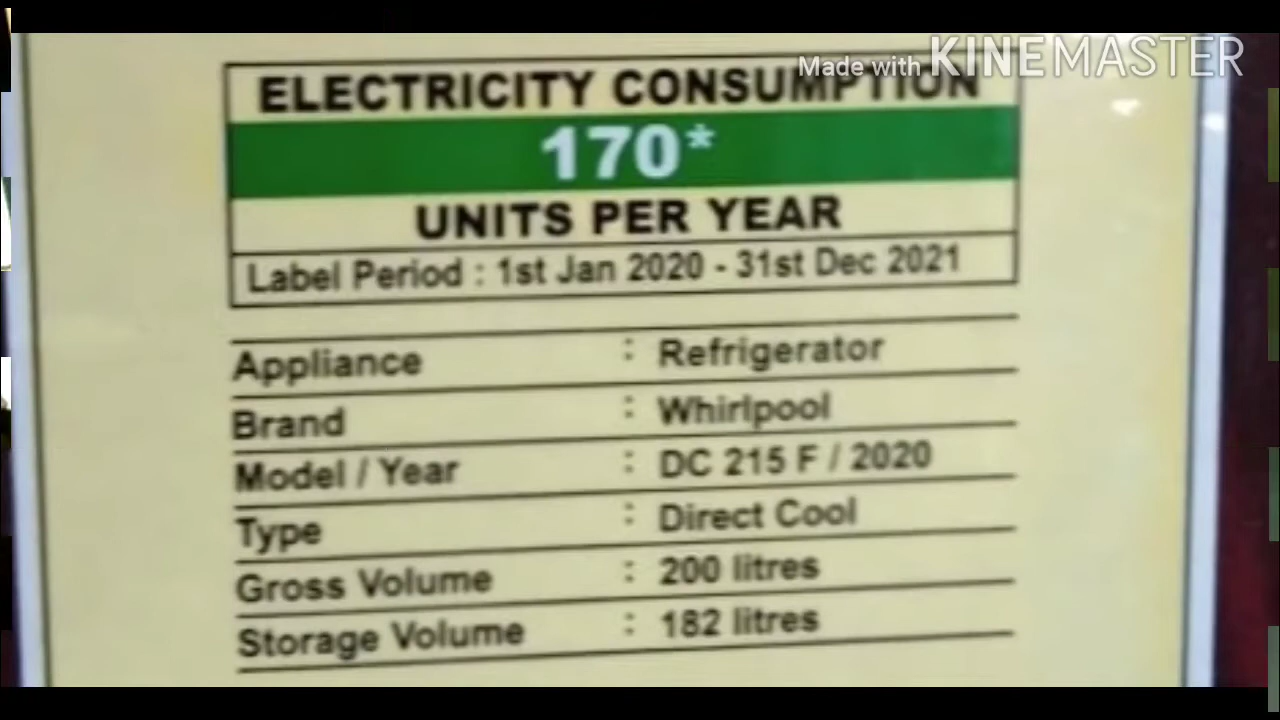 Made with KINEMASTER
ELECTRICITY CONSUMPTION
170*
UNITS PER YEAR
Label Period : 1st Jan 2020 - 31st Dec 2021
Appliance : Refrigerator
Brand : Whirlpool
Model / Year : DC 215 F / 2020
Type : Direct Cool
Gross Volume : 200 litres
Storage Volume : 182 litres